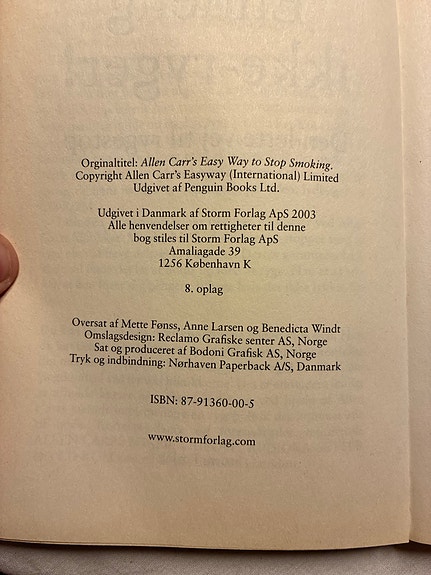 Orginaltitel: Allen Carr's Easy Way to Stop Smoking.
Copyright Allen Carr's Easyway (International) Limited
Udgivet af Penguin Books Ltd.
Udgivet i Danmark af Storm Forlag ApS 2003
Alle henvendelser om rettigheter til denne
bog stiles til Storm Forlag ApS
Amaliagade 39
1256 København K
8. oplag
Oversat af Mette Fønss, Anne Larsen og Benedicta Windt
Omslagsdesign: Reclamo Grafiske senter AS, Norge
Sat og produceret af Bodoni Grafisk AS, Norge
Tryk og indbinding: Nørhaven Paperback A/S, Danmark
ISBN: 87-91360-00-5
www.stormforlag.com